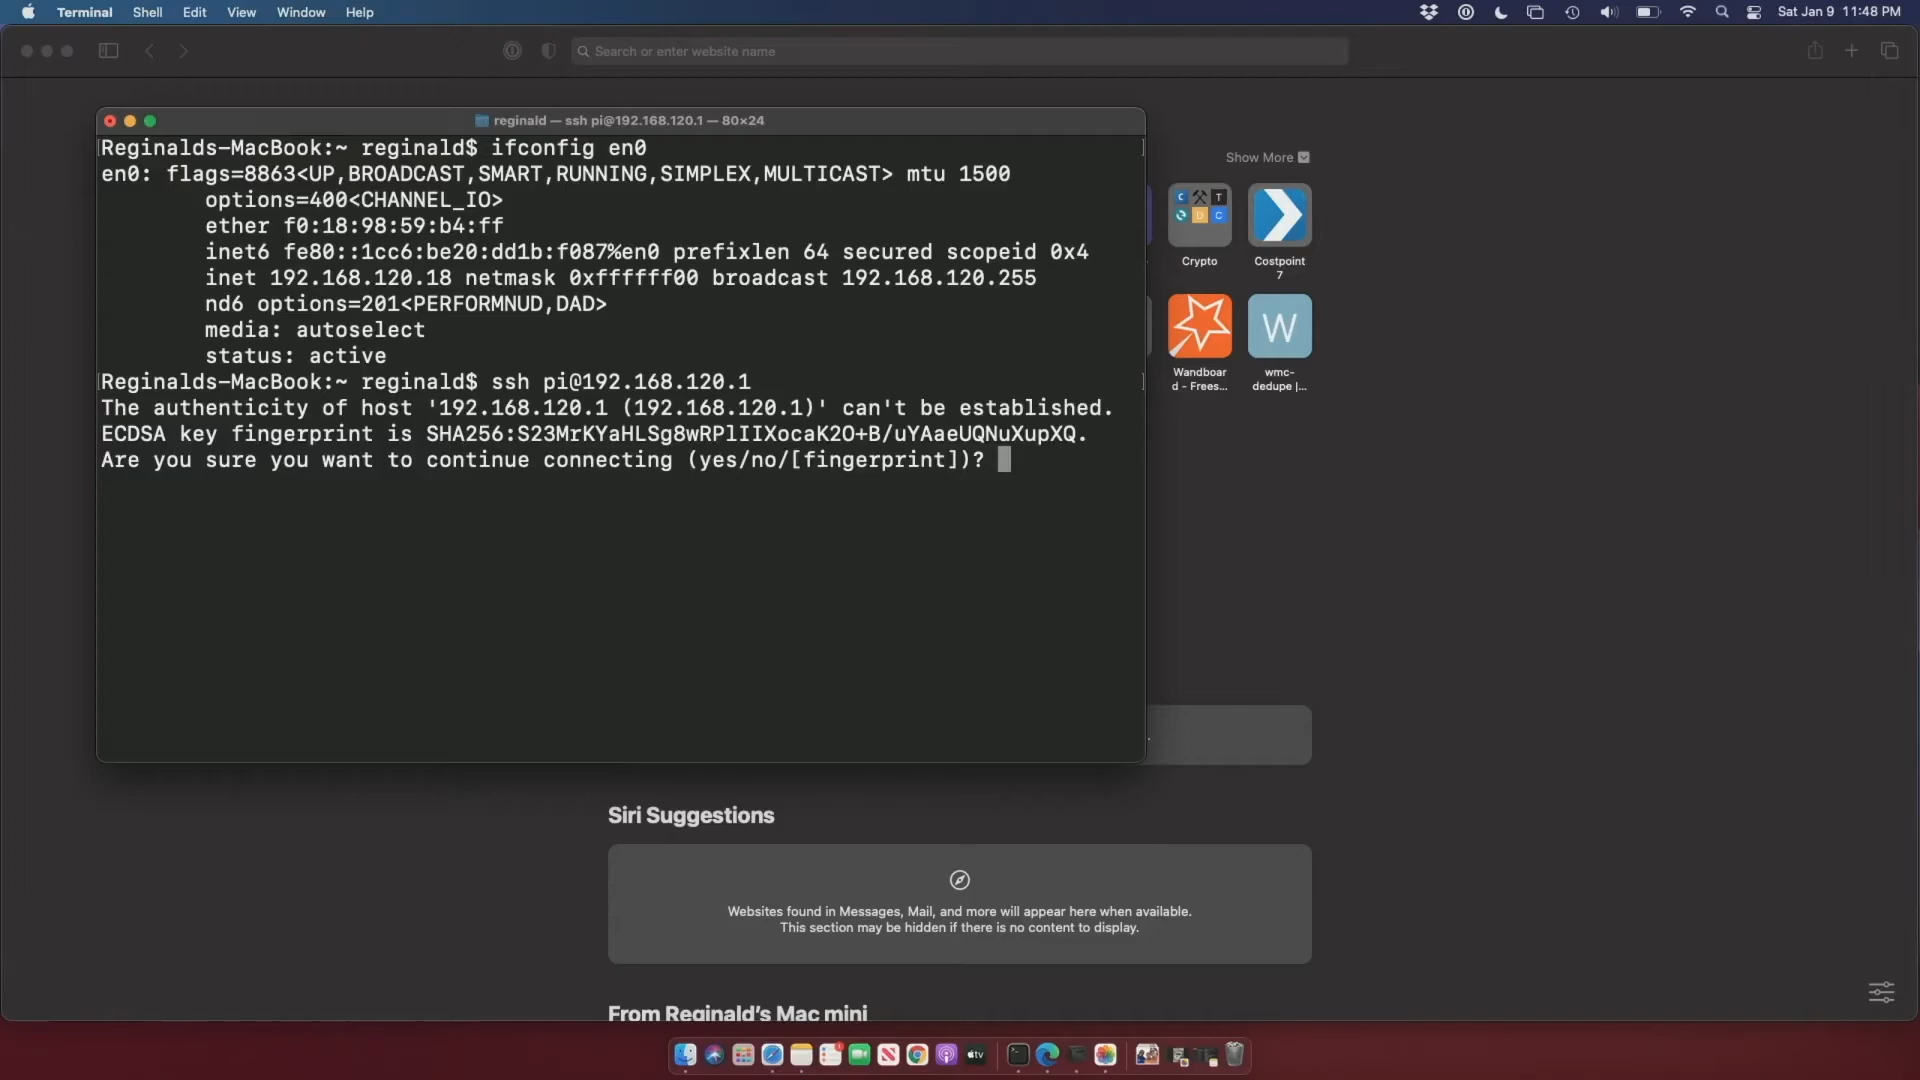 Terminal Shell Edit View Window Help
Sat Jan 9 11:48 PM
Search or enter website name
reginald — ssh pi@192.168.120.1 — 80×24
Reginalds-MacBook:~ reginald$ ifconfig en0
en0: flags=8863<UP,BROADCAST,SMART,RUNNING,SIMPLEX,MULTICAST> mtu 1500
options=400<CHANNEL_IO>
ether f0:18:98:59:b4:ff
inet6 fe80::1cc6:be20:dd1b:f087%en0 prefixlen 64 secured scopeid 0x4
inet 192.168.120.18 netmask 0xffffff00 broadcast 192.168.120.255
nd6 options=201<PERFORMNUD,DAD>
media: autoselect
status: active
Reginalds-MacBook:~ reginald$ ssh pi@192.168.120.1
The authenticity of host '192.168.120.1 (192.168.120.1)' can't be established.
ECDSA key fingerprint is SHA256:S23MrKYaHLSg8wRPlIIXocaK2O+B/uYAaeUQNuXupXQ.
Are you sure you want to continue connecting (yes/no/[fingerprint])?
Show More
C T
D C
Crypto
Costpoint
7
W
Wandboar
d - Frees...
wmc-
dedupe |...
Siri Suggestions
Websites found in Messages, Mail, and more will appear here when available.
This section may be hidden if there is no content to display.
From Reginald's Mac mini
tv